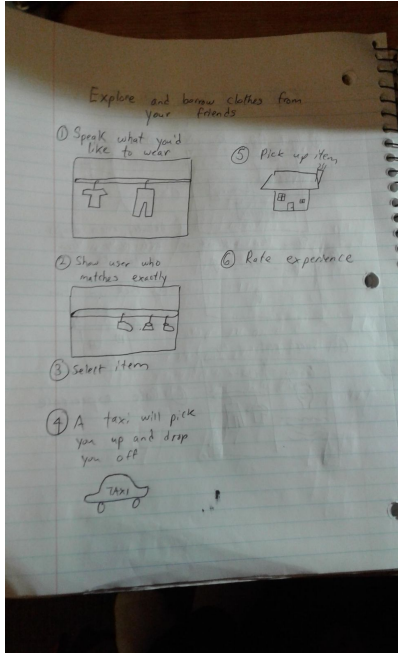 Explore and borrow clothes from
your friends
① Speak what you'd
like to wear
② Show user who
matches exactly
③ Select item
④ A taxi will pick
you up and drop
you off
TAXI
⑤ Pick up item
⑥ Rate experience